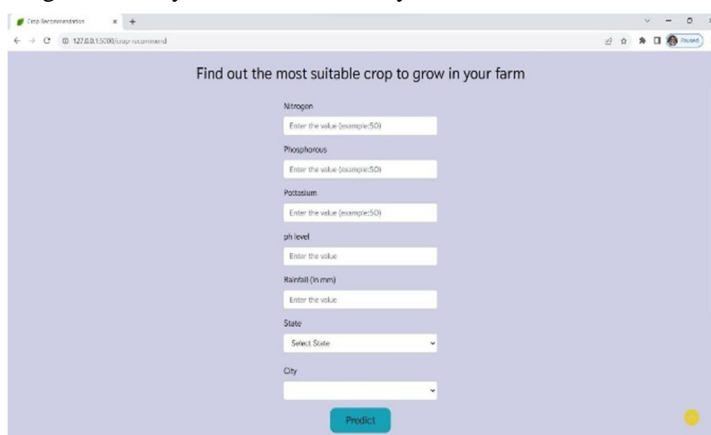 Crop Recommendation
127.0.0.1:5000/crop-recommend
Paused
Find out the most suitable crop to grow in your farm
Nitrogen
Enter the value (example:50)
Phosphorous
Enter the value (example:50)
Pottasium
Enter the value (example:50)
ph level
Enter the value
Rainfall (in mm)
Enter the value
State
Select State
City
Predict